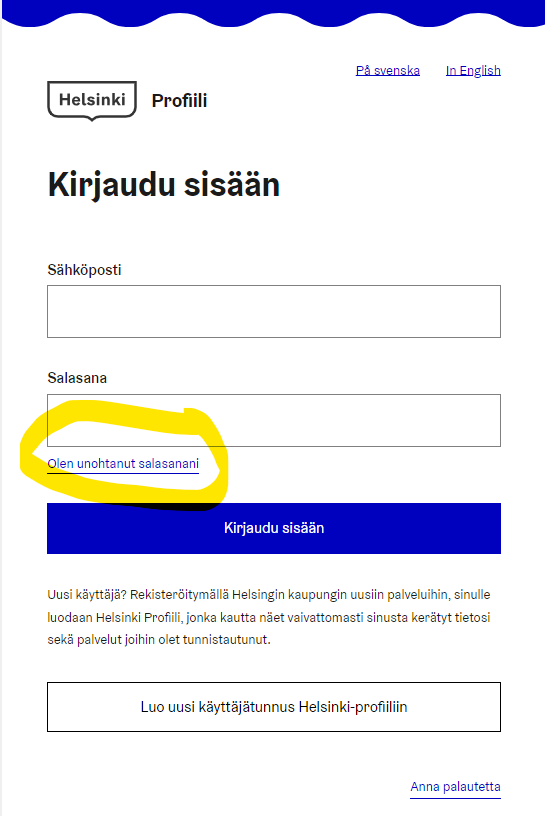 På svenska In English
Helsinki Profiili
Kirjaudu sisään
Sähköposti
Salasana
Olen unohtanut salasanani
Kirjaudu sisään
Uusi käyttäjä? Rekisteröitymällä Helsingin kaupungin uusiin palveluihin, sinulle
luodaan Helsinki Profiili, jonka kautta näet vaivattomasti sinusta kerätyt tietosi
sekä palvelut joihin olet tunnistautunut.
Luo uusi käyttäjätunnus Helsinki-profiiliin
Anna palautetta